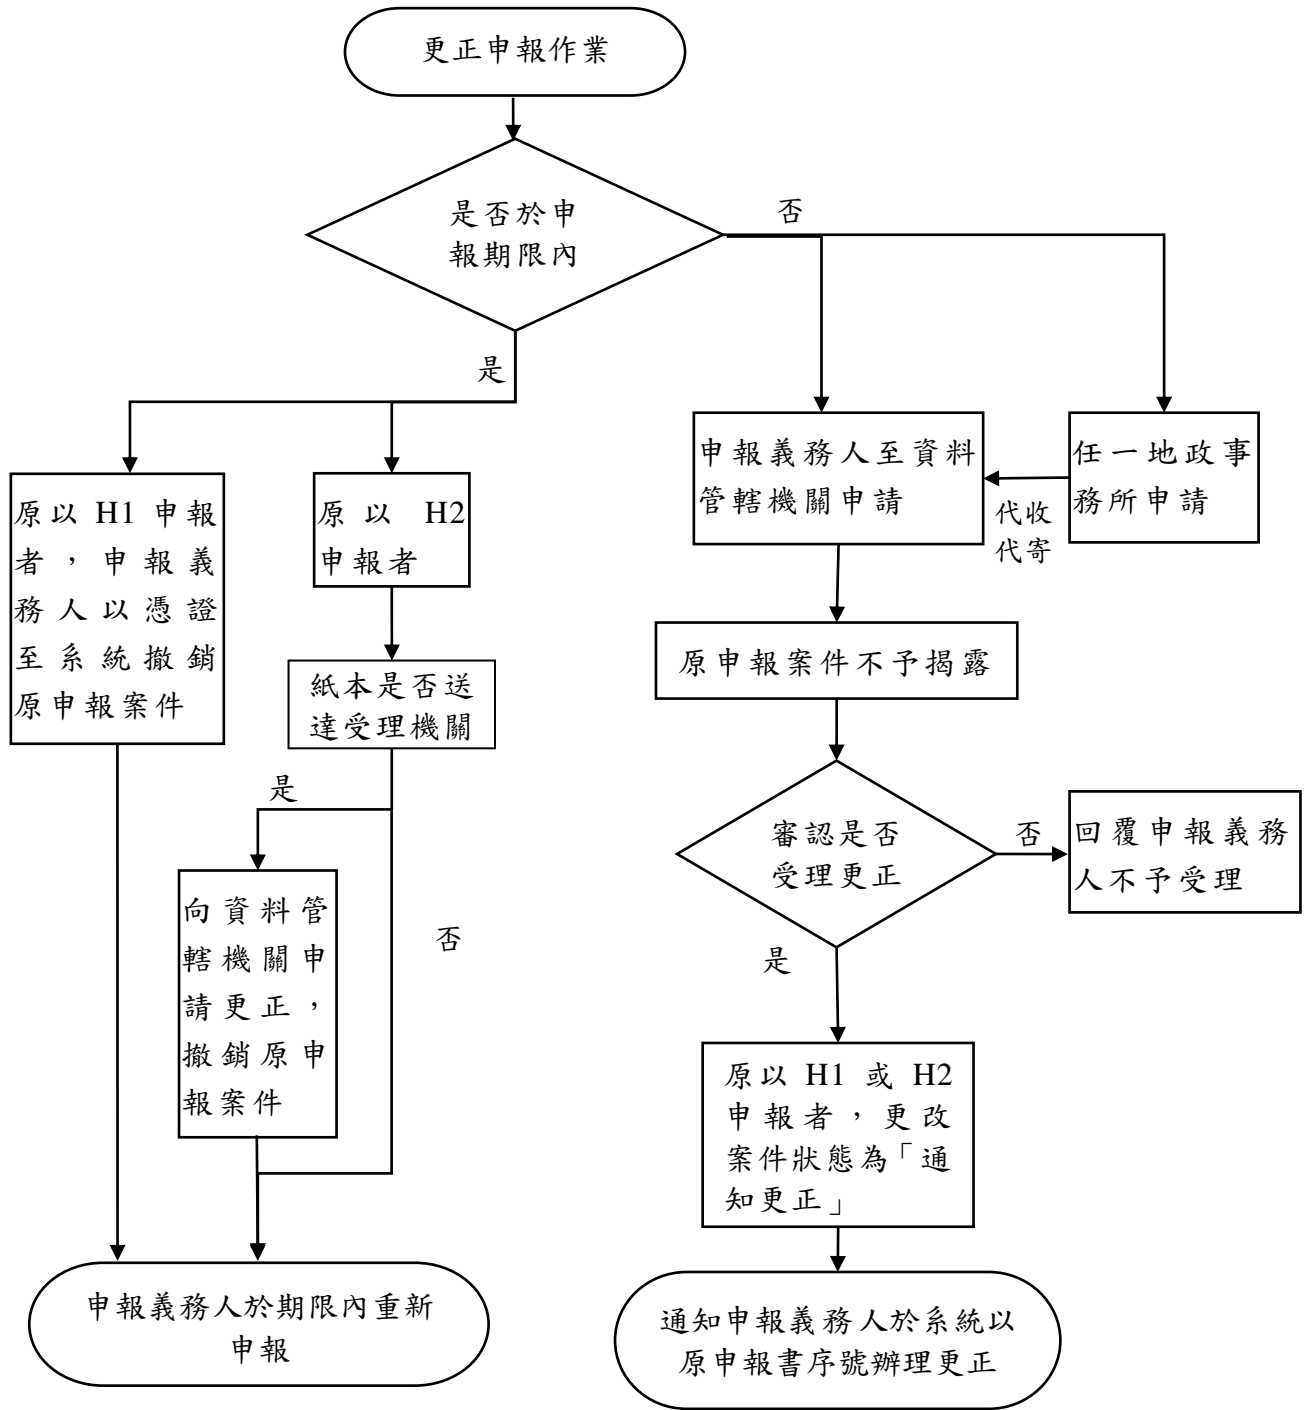 更正申報作業
是否於申
報期限內
否
是
申報義務人至資料
管轄機關申請
任一地政事
務所申請
代收
代寄
原以 H1 申報
者，申報義
務人以憑證
至系統撤銷
原申報案件
原以 H2
申報者
紙本是否送
達受理機關
原申報案件不予揭露
是
否
審認是否
受理更正
否
回覆申報義務
人不予受理
是
向資料管
轄機關申
請更正，
撤銷原申
報案件
原以 H1 或 H2
申報者，更改
案件狀態為「通
知更正」
申報義務人於期限內重新
申報
通知申報義務人於系統以
原申報書序號辦理更正